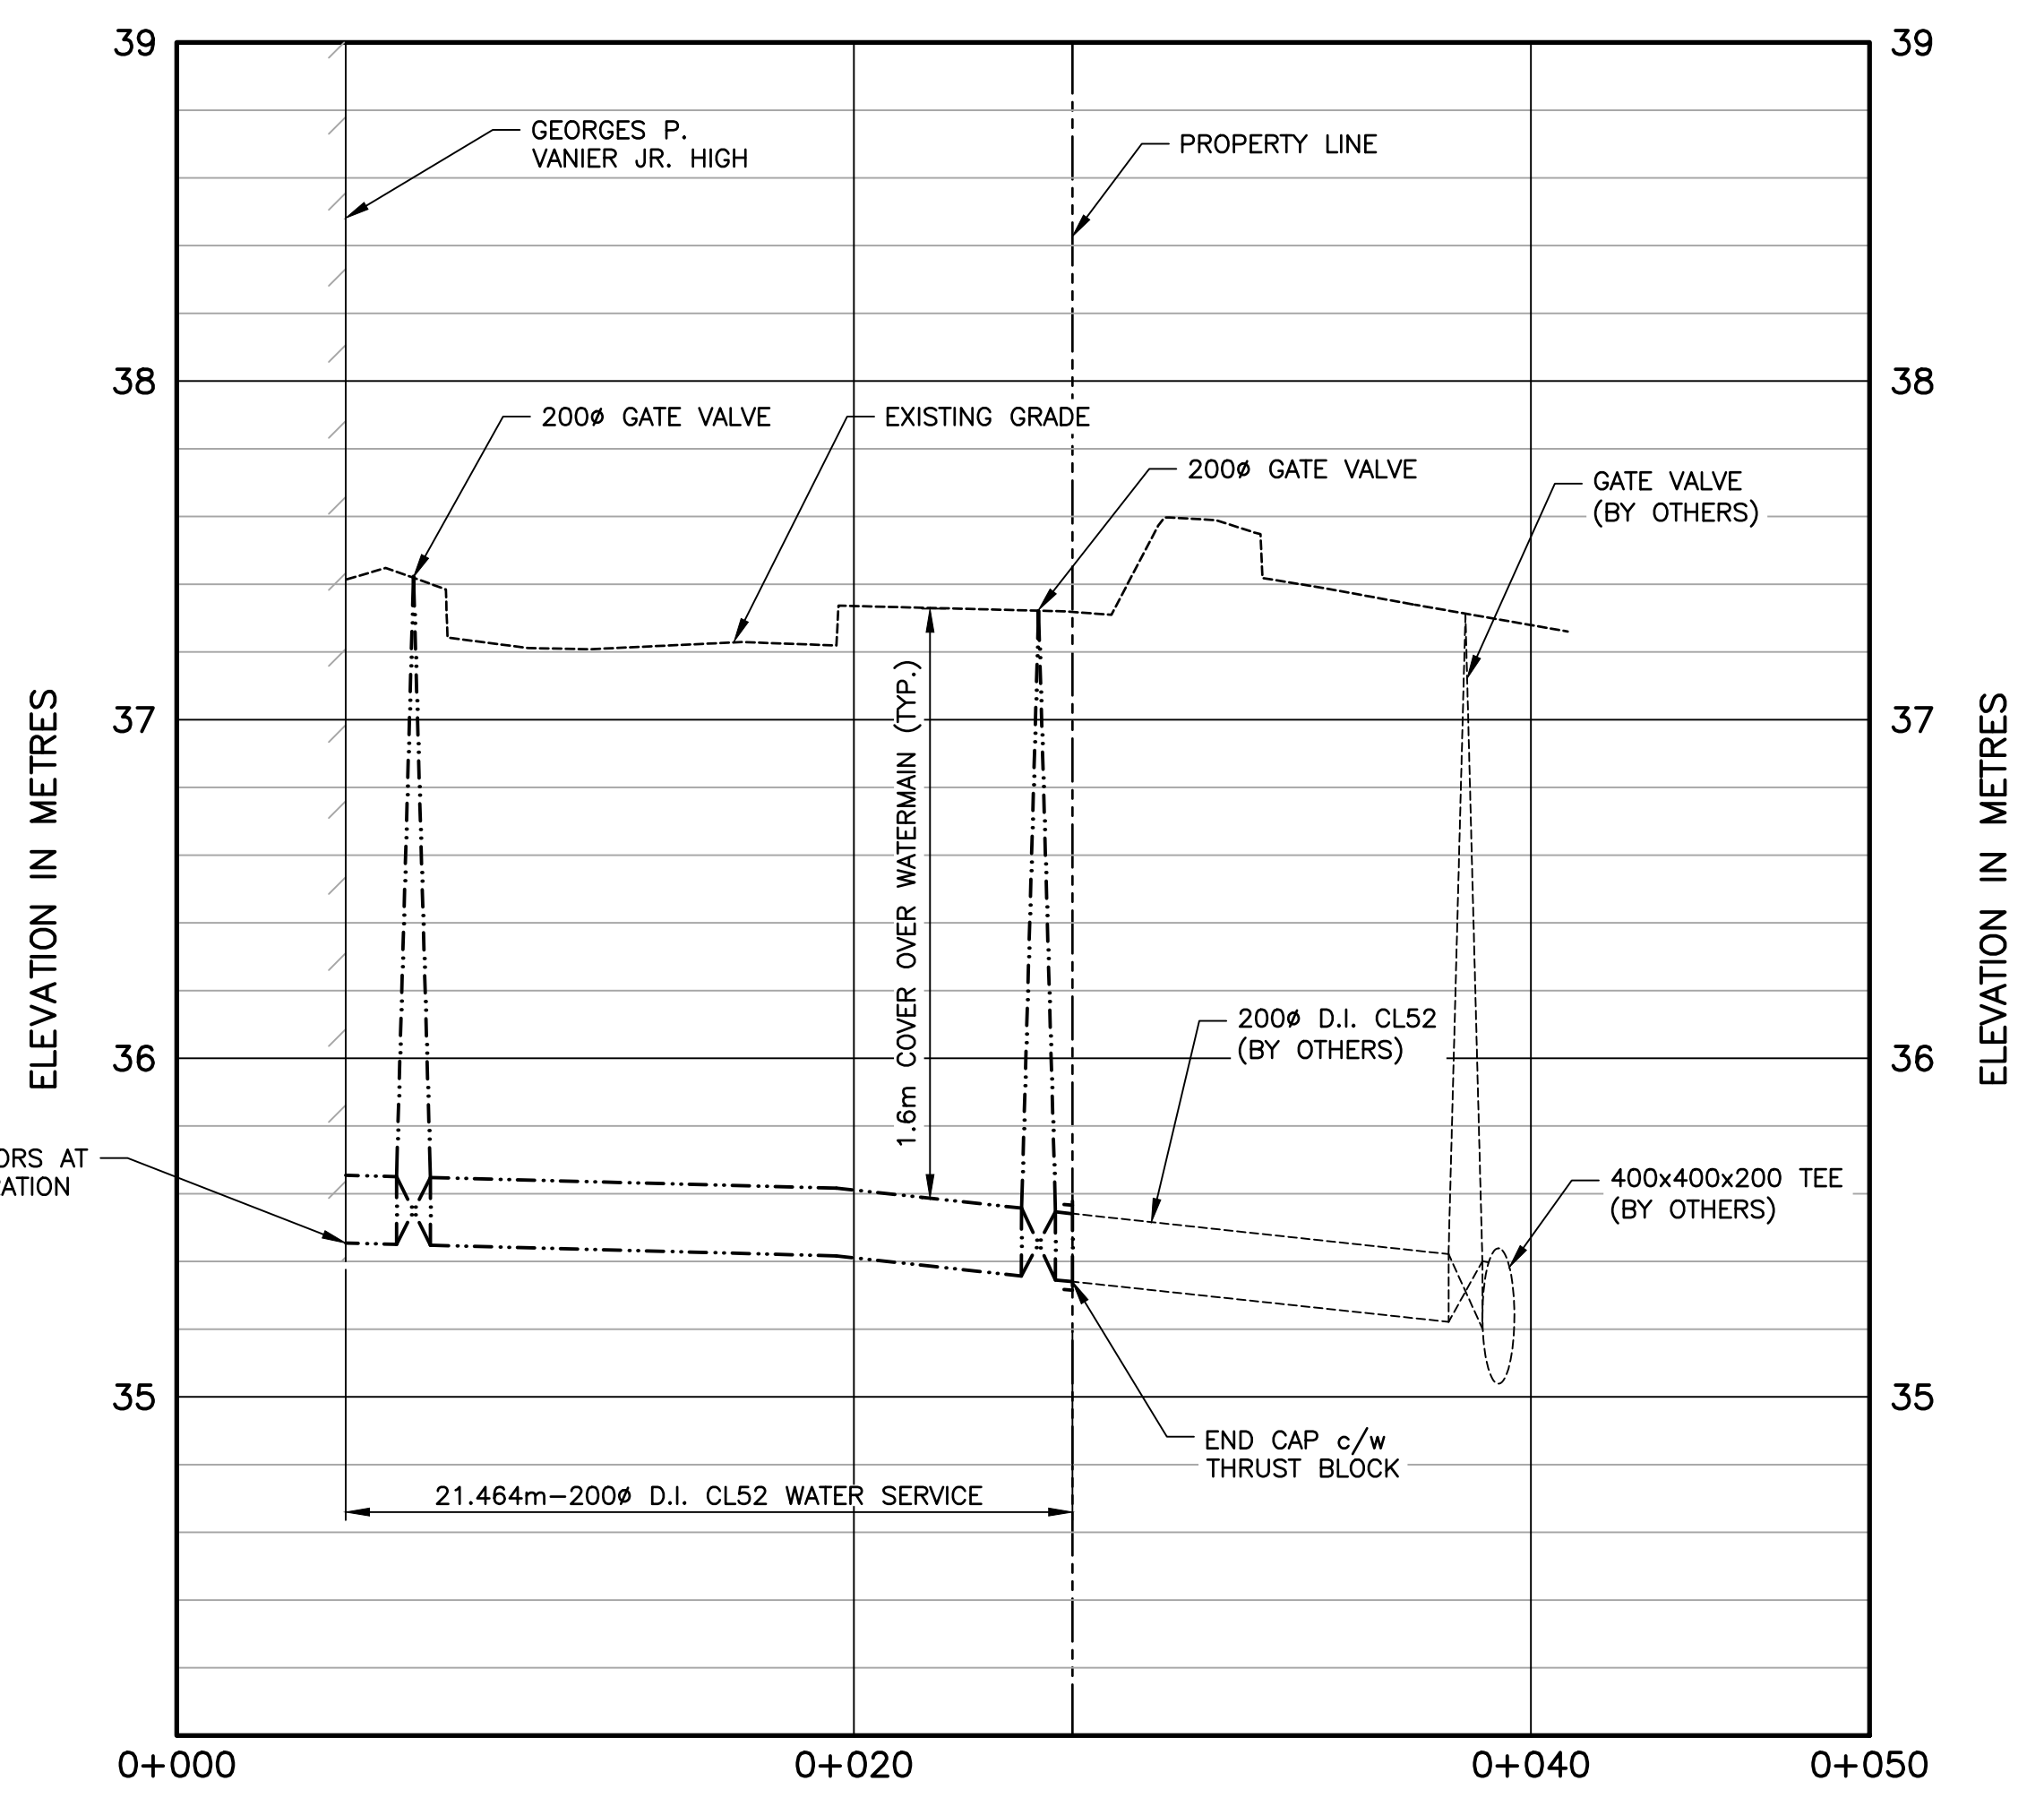 39
39
GEORGES P.
VANIER JR. HIGH
PROPERTY LINE
38
38
200ø GATE VALVE
EXISTING GRADE
200ø GATE VALVE
GATE VALVE
(BY OTHERS)
37
37
ELEVATION IN METRES
1.6m COVER OVER WATERMAIN (TYP.)
ELEVATION IN METRES
200ø D.I. CL52
(BY OTHERS)
36
36
AT
400x400x200 TEE
(BY OTHERS)
35
35
END CAP c/w
THRUST BLOCK
21.464m-200ø D.I. CL52 WATER SERVICE
0+000
0+020
0+040
0+050